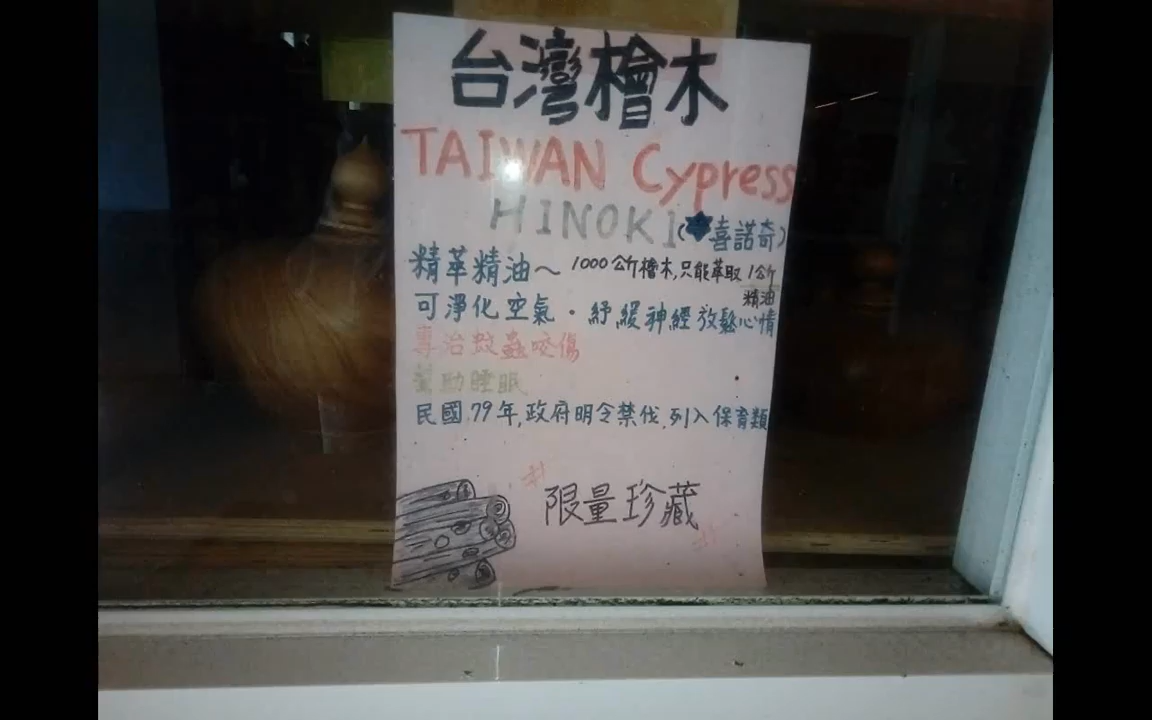 台灣檜木
TAIWAN Cypress
HINOKI(喜諾奇)
精萃精油～ 1000公斤檜木,只能萃取 1公斤
精油
可淨化空氣・紓緩神經 放鬆心情
專治蚊蟲咬傷
幫助睡眠
民國79年,政府明令禁伐.列入保育類
限量珍藏